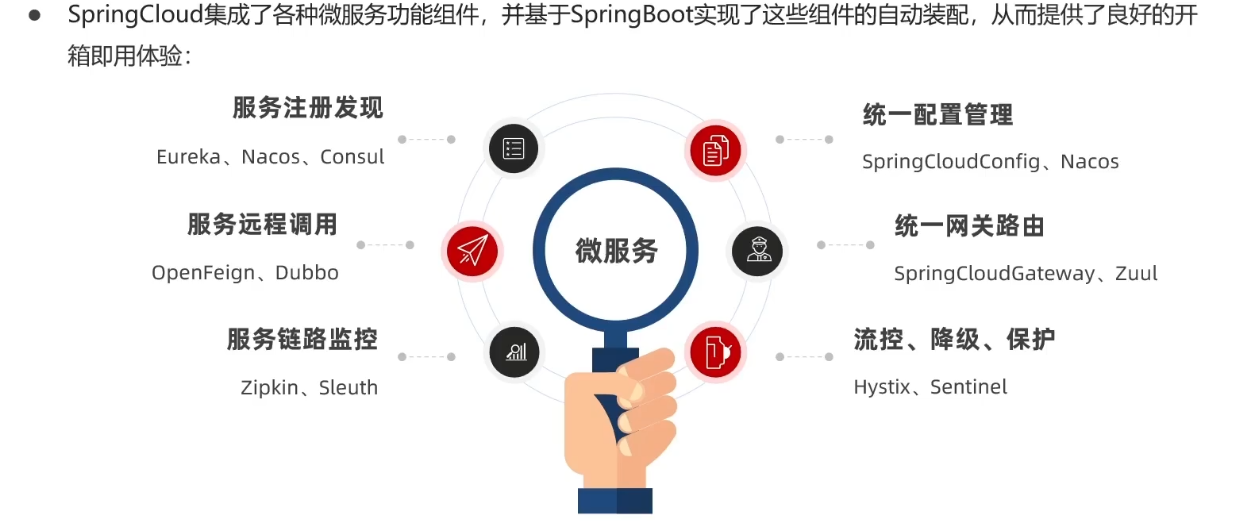 ● SpringCloud集成了各种微服务功能组件，并基于SpringBoot实现了这些组件的自动装配，从而提供了良好的开
箱即用体验：
服务注册发现
Eureka、Nacos、Consul
服务远程调用
OpenFeign、Dubbo
服务链路监控
Zipkin、Sleuth
微服务
统一配置管理
SpringCloudConfig、Nacos
统一网关路由
SpringCloudGateway、Zuul
流控、降级、保护
Hystix、Sentinel